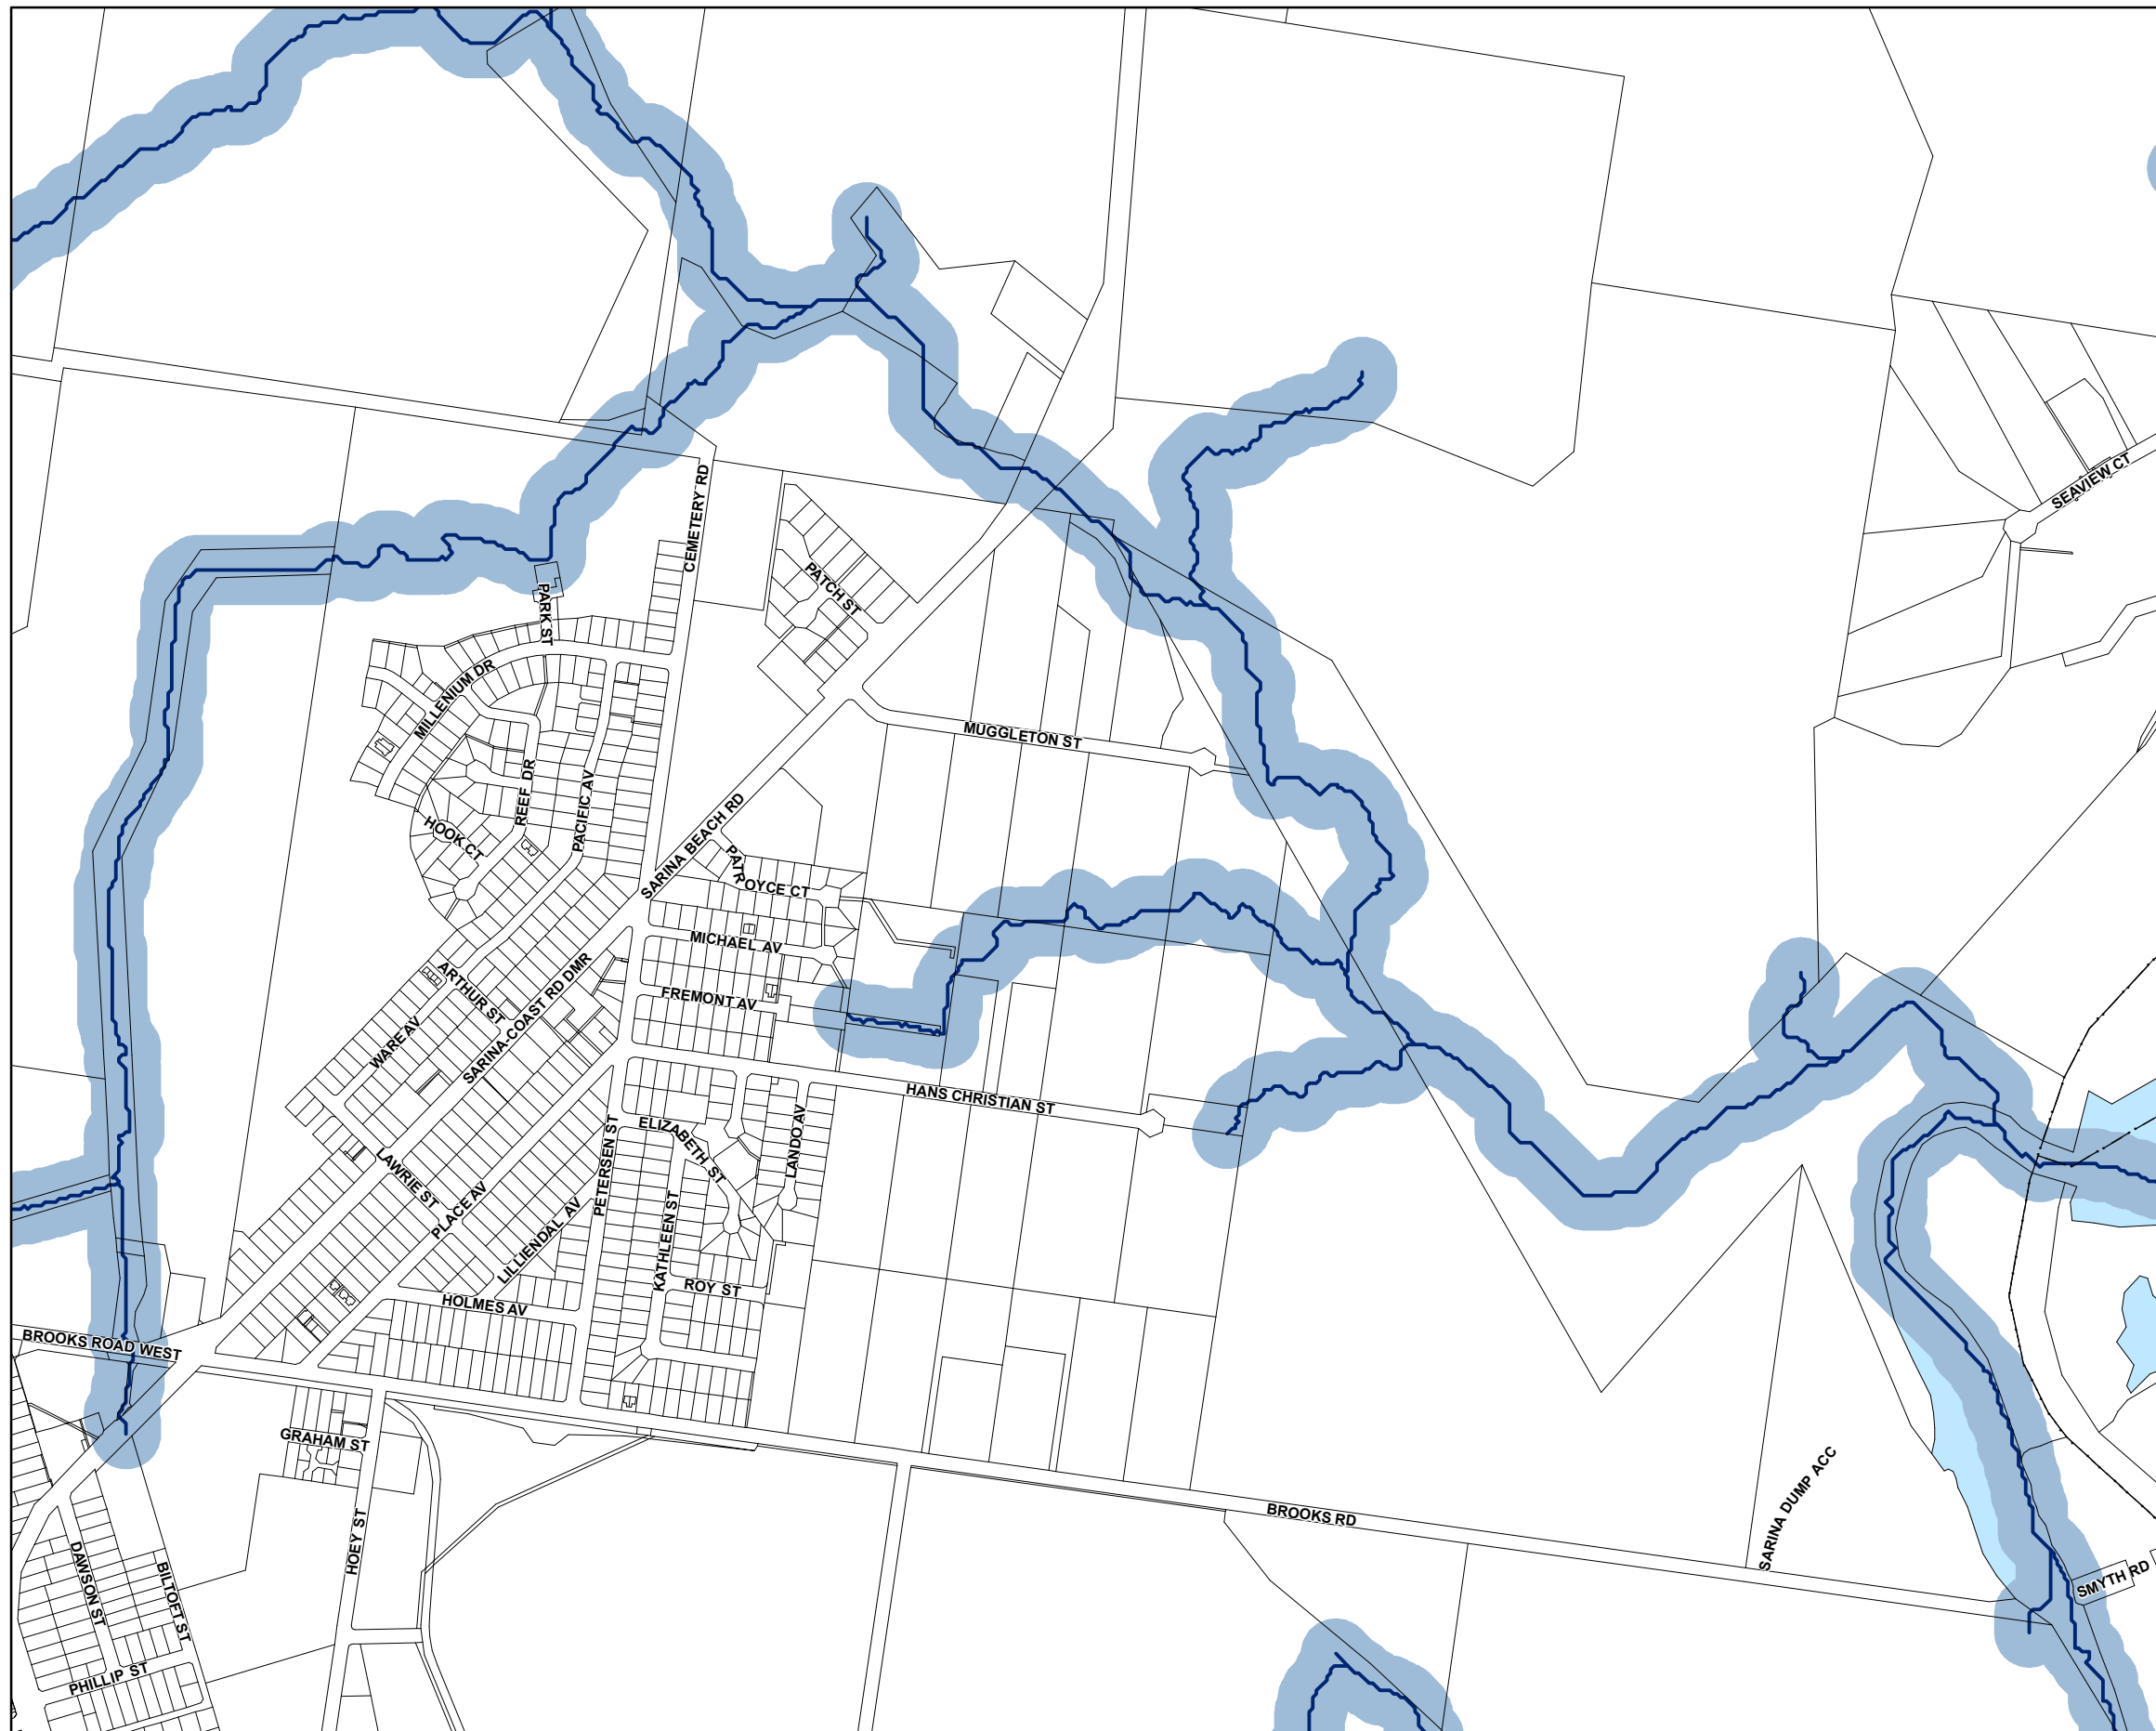 SEAVIEW CT
CEMETERY RD
PATCH ST
PARK ST
MILLENIUM DR
MUGGLETON ST
REEF DR
PACIFIC AV
HOOK CT
SARINA BEACH RD
PATR
OYCE CT
MICHAEL AV
ARTHUR ST
FREMONT AV
WARE AV
SARINA-COAST RD DMR
HANS CHRISTIAN ST
ELIZABETH ST
LANDO AV
PETERSEN ST
LAWRIE ST
PLACE AV
KATHLEEN ST
LILLIENDAL AV
ROY ST
HOLMES AV
BROOKS ROAD WEST
GRAHAM ST
SARINA DUMP ACC
HOEY ST
BROOKS RD
DAWSON ST
BILTOFT ST
SMYTH RD
PHILLIP ST